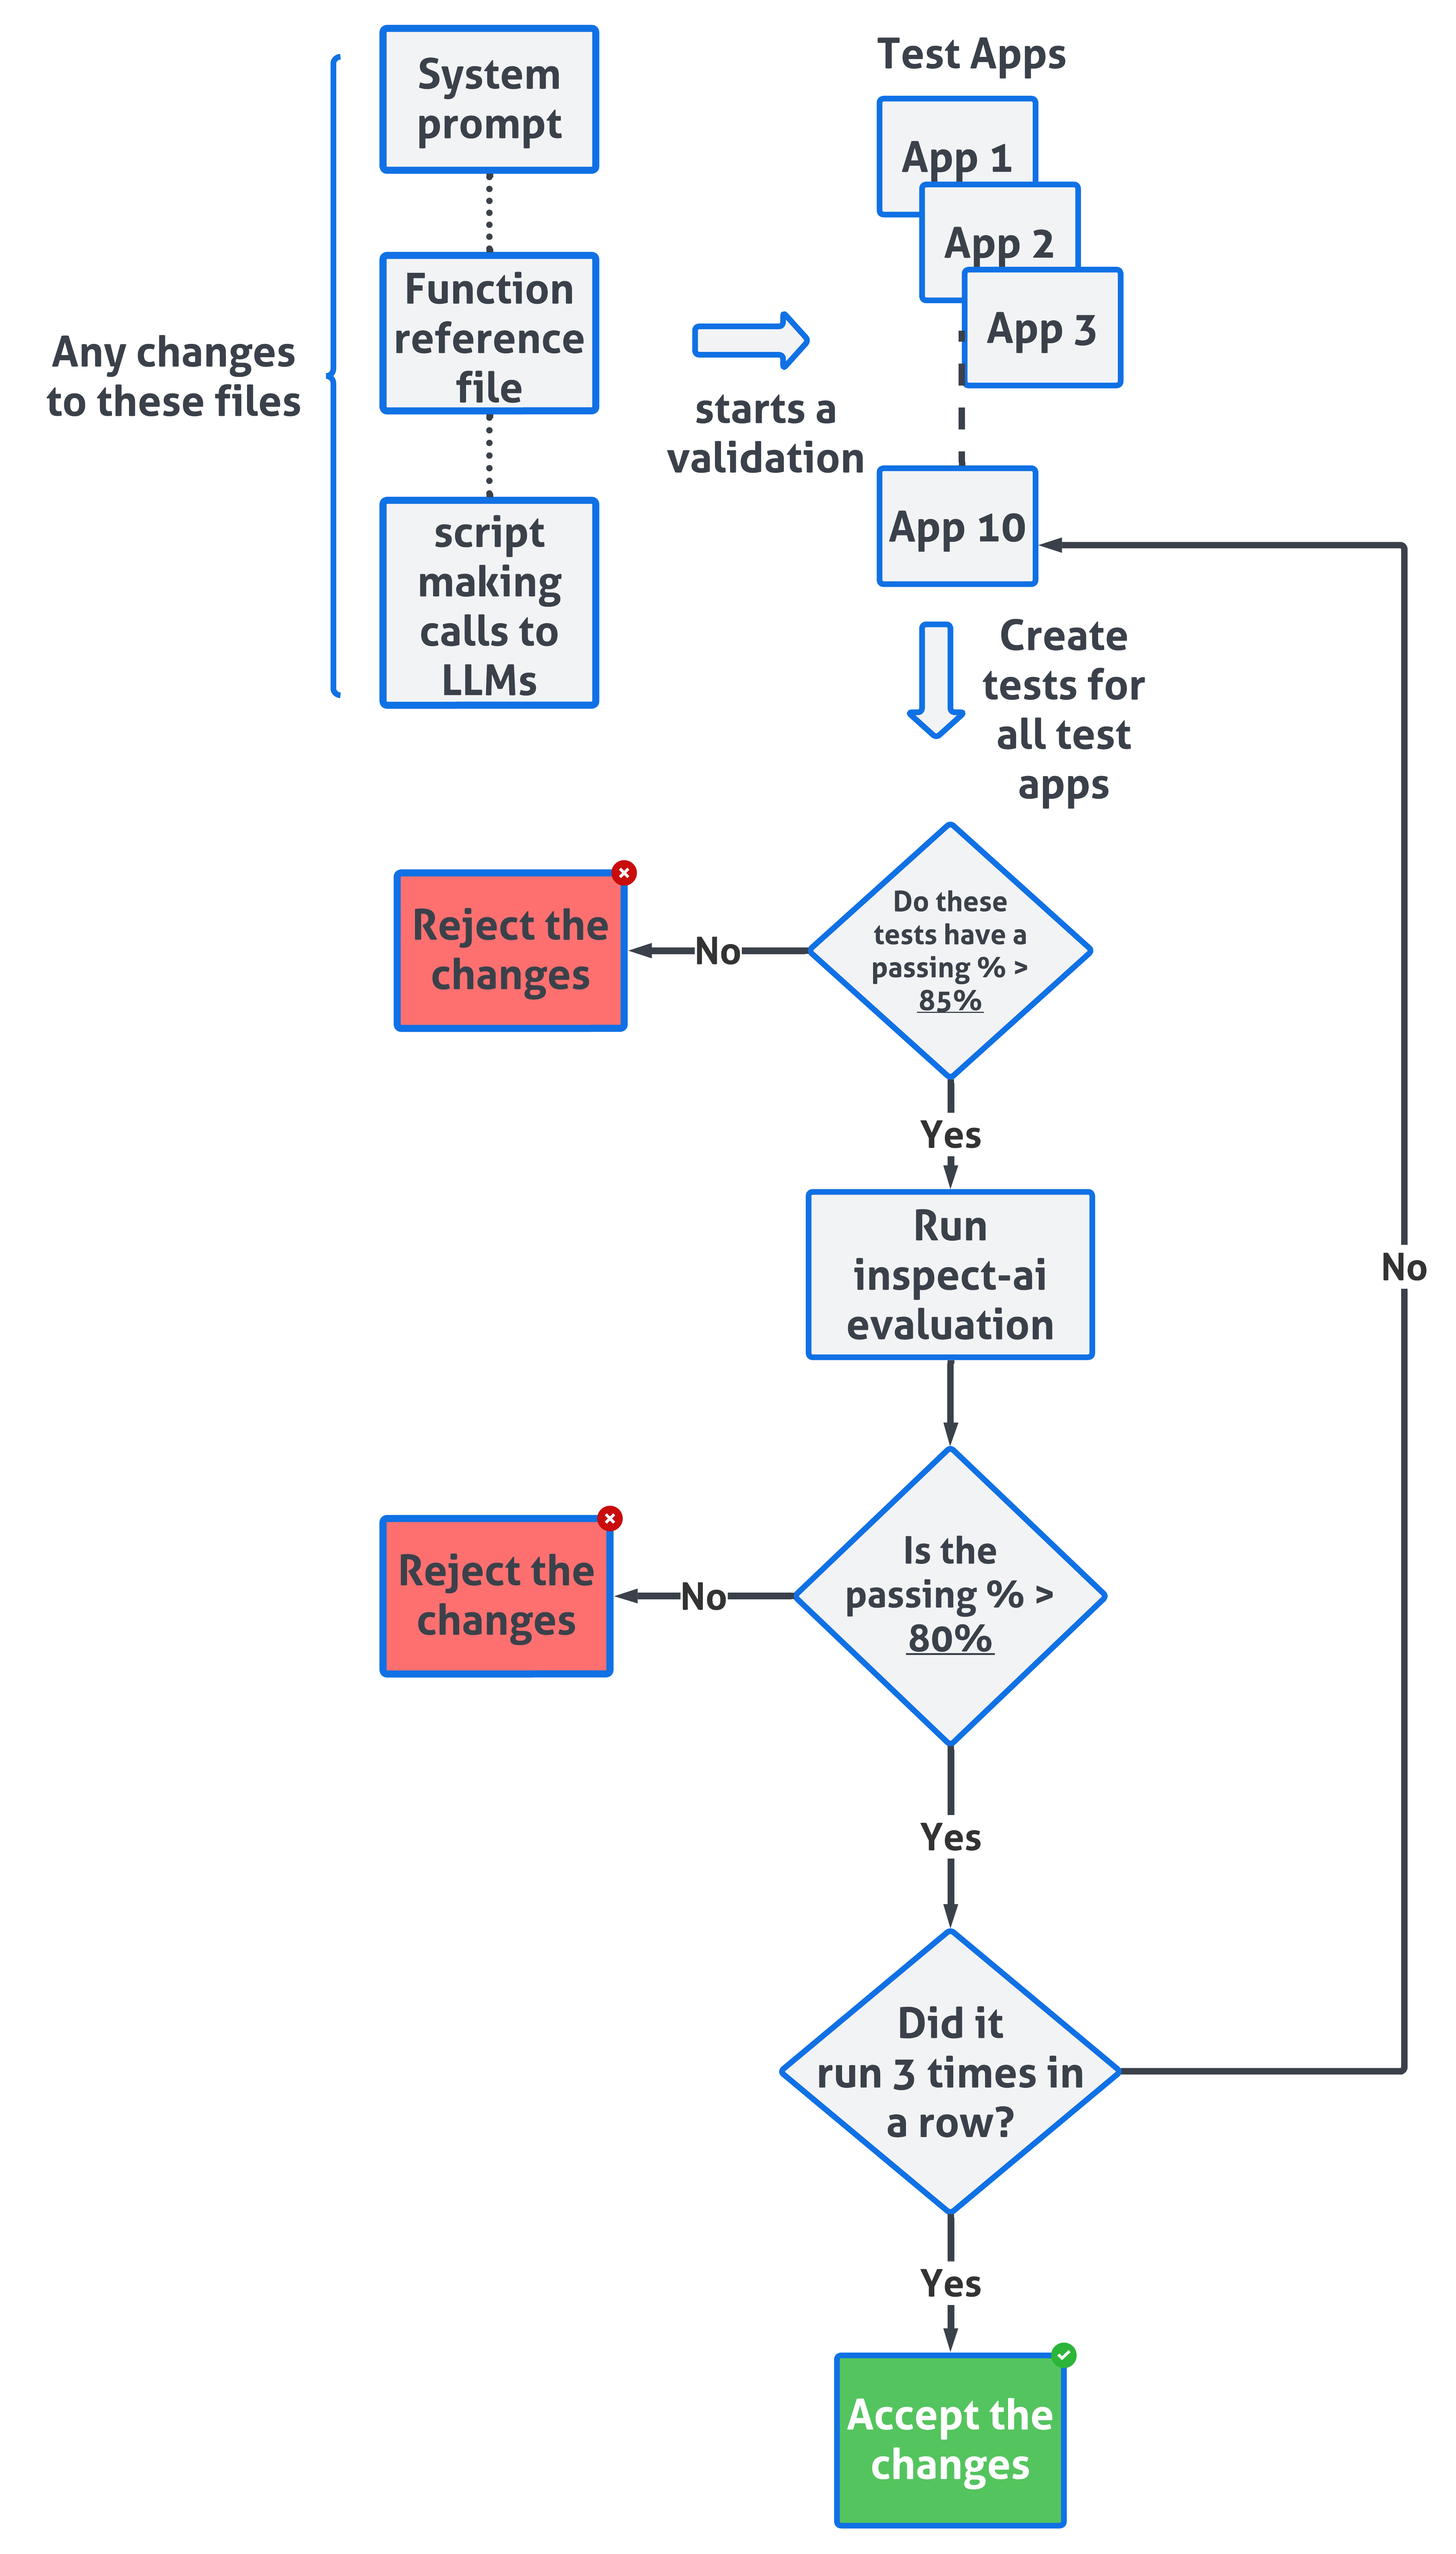 Any changes
to these files
System
prompt
Function
reference
file
script
making
calls to
LLMs
starts a
validation
Test Apps
App 1
App 2
App 3
App 10
Create
tests for
all test
apps
Do these
tests have a
passing % >
85%
No
Reject the
changes
Yes
Run
inspect-ai
evaluation
Is the
passing % >
80%
No
Reject the
changes
Yes
Did it
run 3 times in
a row?
No
Yes
Accept the
changes